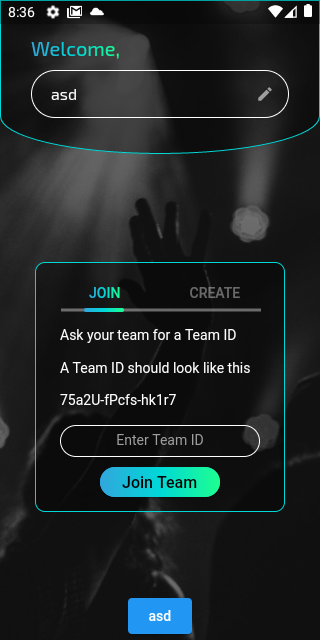 8:36
Welcome,
asd
JOIN CREATE
Ask your team for a Team ID
A Team ID should look like this
75a2U-fPcfs-hk1r7
Enter Team ID
Join Team
asd